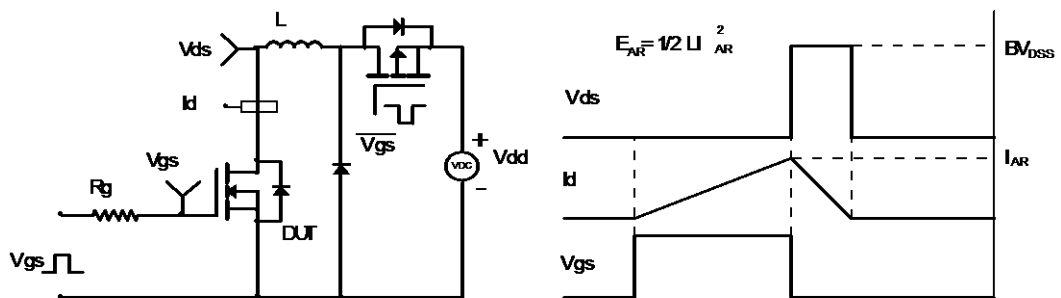 L
Vds
Id
Vgs
Vgs
+
Vdd
VDC
-
Rg
DUT
Vgs
E_AR = 1/2 LI²_AR
BV_DSS
Vds
I_AR
Id
Vgs